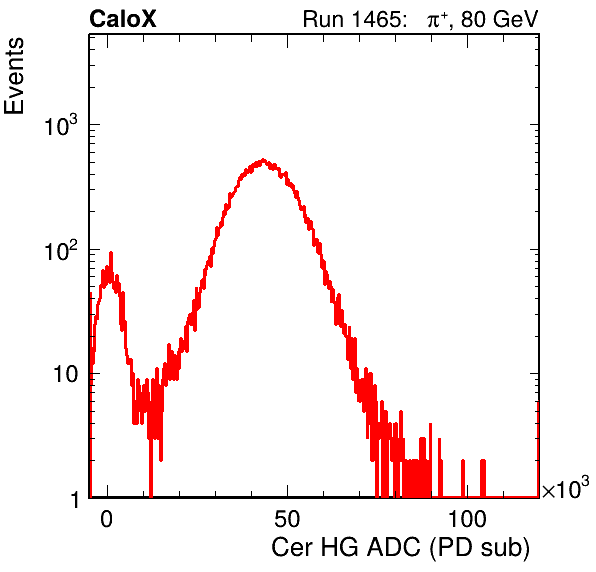 CaloX Run 1465: π⁺, 80 GeV
Events
10³
10²
10
1
0 50 100 ×10³
Cer HG ADC (PD sub)